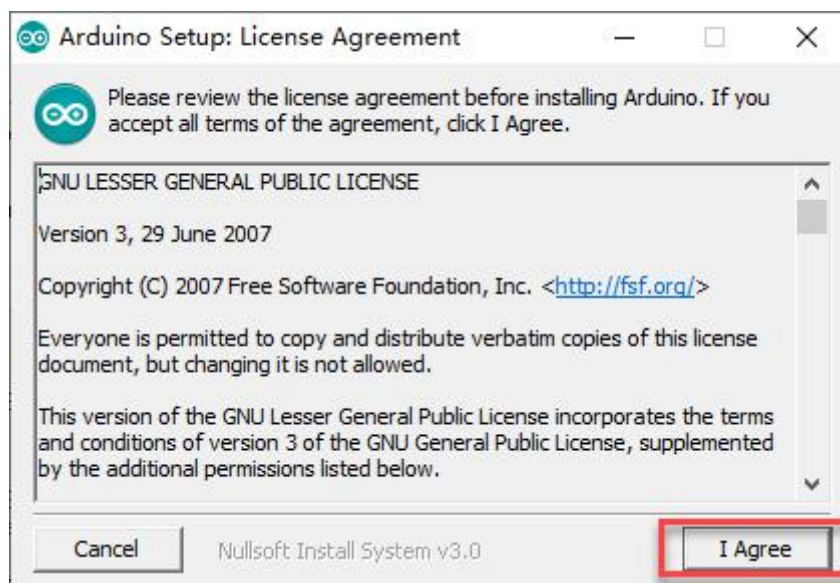 Arduino Setup: License Agreement
Please review the license agreement before installing Arduino. If you
accept all terms of the agreement, click I Agree.
GNU LESSER GENERAL PUBLIC LICENSE
Version 3, 29 June 2007
Copyright (C) 2007 Free Software Foundation, Inc. <http://fsf.org/>
Everyone is permitted to copy and distribute verbatim copies of this license
document, but changing it is not allowed.
This version of the GNU Lesser General Public License incorporates the terms
and conditions of version 3 of the GNU General Public License, supplemented
by the additional permissions listed below.
Cancel Nullsoft Install System v3.0 I Agree